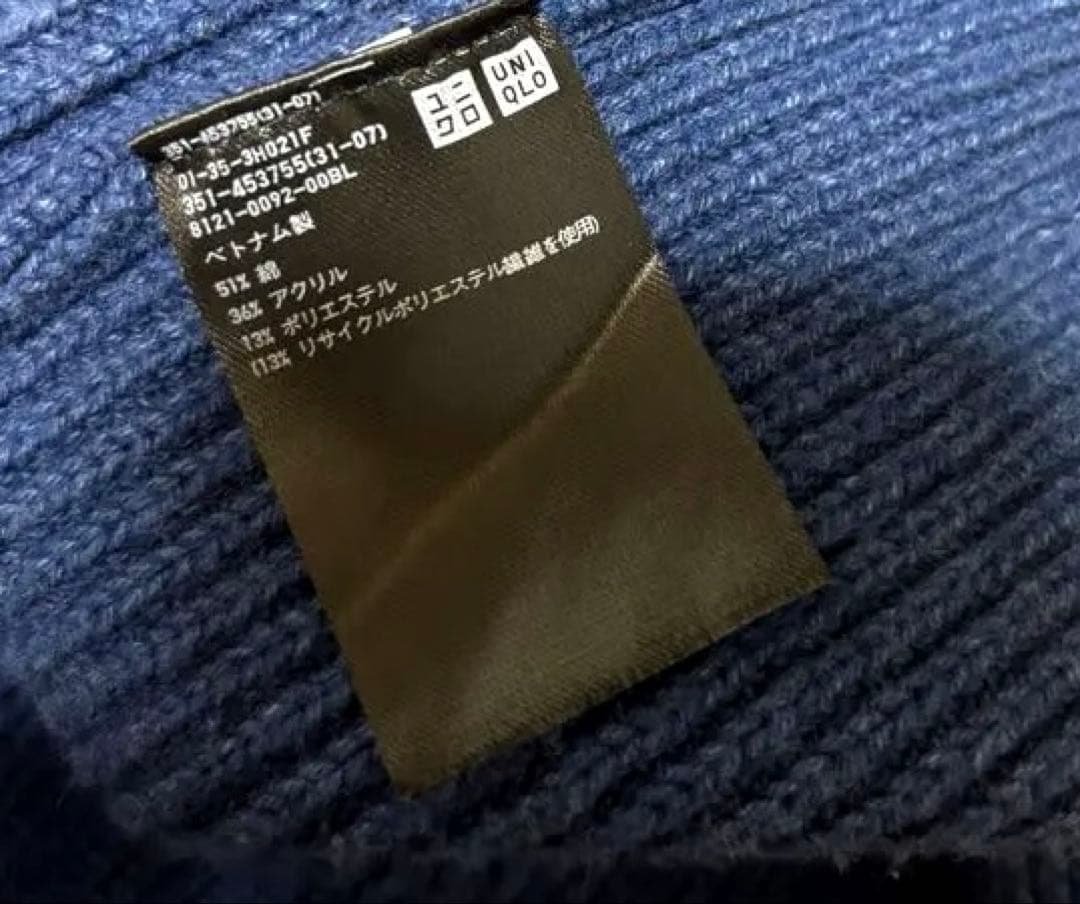 351-453755(31-07)
ユニクロ
UNIQLO
01-35-3H021F
351-453755(31-07)
8121-0092-00BL
ベトナム製
51% 綿
36% アクリル
13% ポリエステル
(13% リサイクルポリエステル繊維を使用)